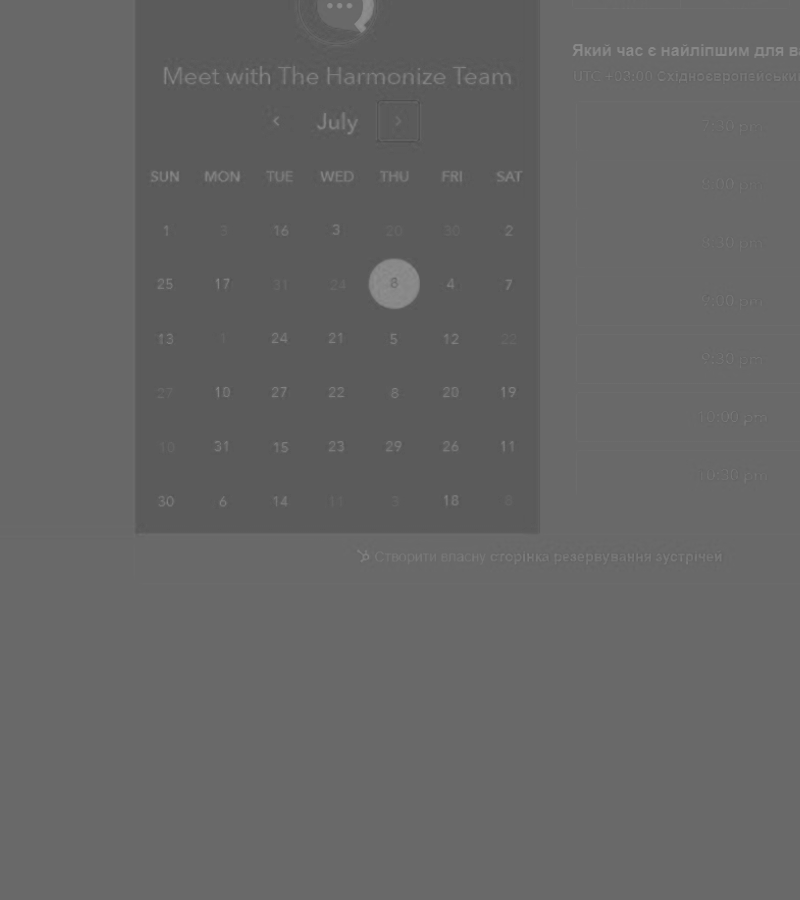 Meet with The Harmonize Team
July
SUN MON TUE WED THU FRI SAT
1 3 16 3 20 30 2
25 17 31 24 8 4 7
13 1 24 21 5 12 22
27 10 27 22 8 20 19
10 31 15 23 29 26 11
30 6 14 11 3 18 8
Який час є найліпшим для
UTC +03:00
7:30 pm
8:00 pm
8:30 pm
9:00 pm
9:30 pm
10:00 pm
10:30 pm
Створити власну сторінка резервування зустрічей